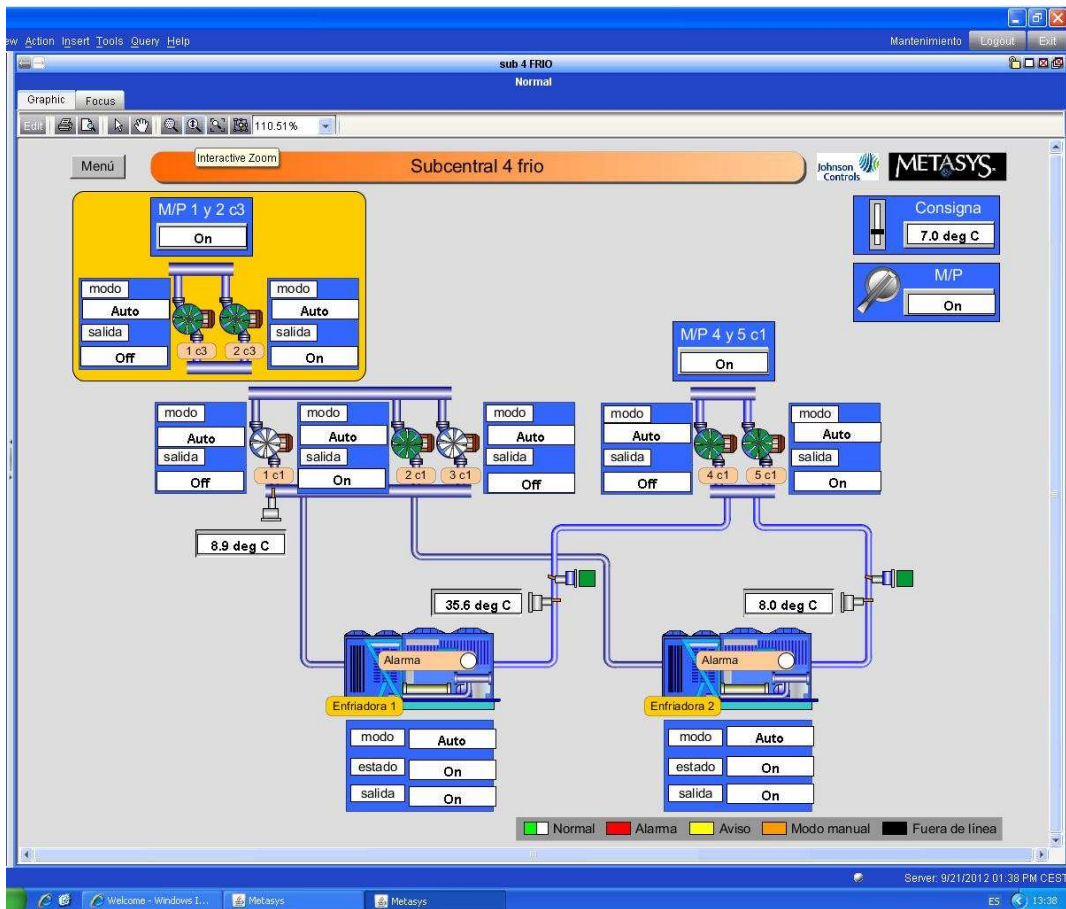 ew Action Insert Tools Query Help
Mantenimiento Logout Exit
sub 4 FRIO
Normal
Graphic Focus
Edit 110.51%
Interactive Zoom
Menú
Subcentral 4 frio
Johnson Controls
METASYS.
M/P 1 y 2 c3
On
Consigna
7.0 deg C
M/P
On
modo
Auto
salida
Off
1 c3
2 c3
modo
Auto
salida
On
M/P 4 y 5 c1
On
modo
Auto
salida
Off
1 c1
modo
Auto
salida
On
2 c1
3 c1
modo
Auto
salida
Off
modo
Auto
salida
Off
4 c1
5 c1
modo
Auto
salida
On
8.9 deg C
35.6 deg C
8.0 deg C
Alarma
Enfriadora 1
Alarma
Enfriadora 2
modo Auto
estado On
salida On
modo Auto
estado On
salida On
Normal Alarma Aviso Modo manual Fuera de línea
Server: 9/21/2012 01:38 PM CEST
Welcome - Windows I... Metasys Metasys ES 13:38